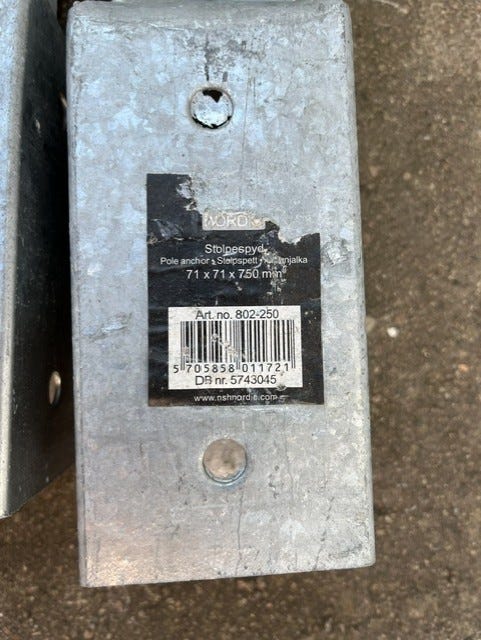 NORD
Stolpespyd
Pole anchor • Stolpspett •
71 x 71 x 750 mm
Art. no. 802-250
5 705858 011721
DB nr. 5743045
www.nshnordic.com